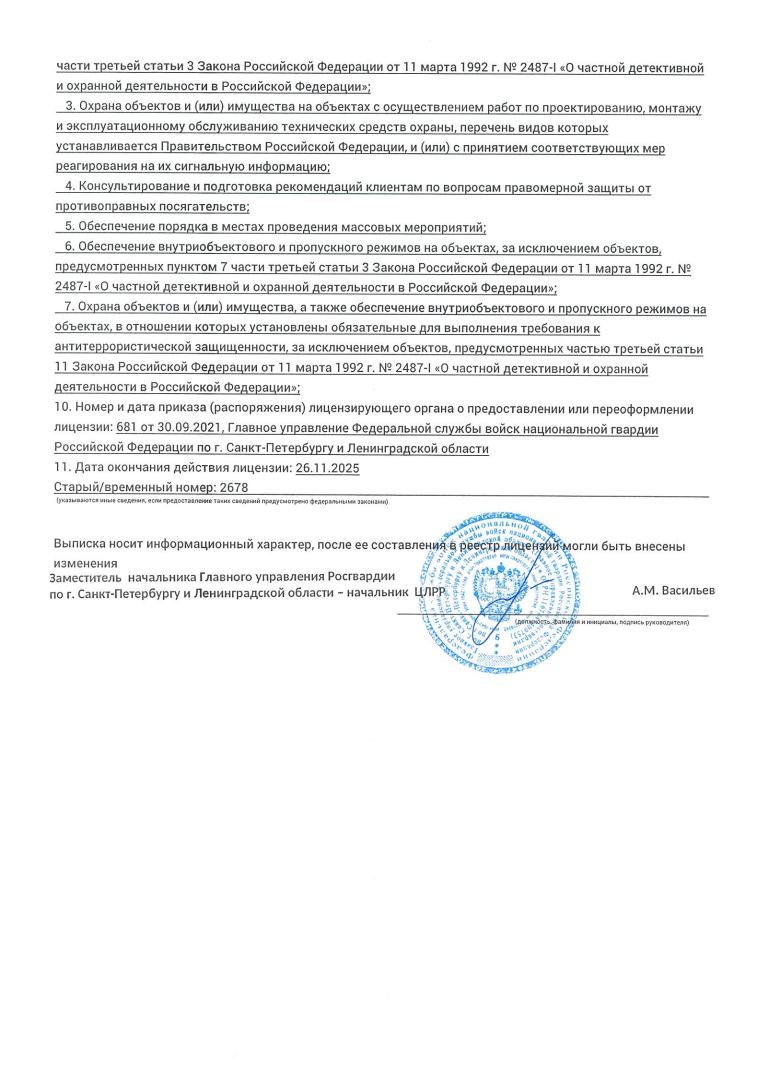 части третьей статьи 3 Закона Российской Федерации от 11 марта 1992 г. № 2487-I «О частной детективной
и охранной деятельности в Российской Федерации»;
3. Охрана объектов и (или) имущества на объектах с осуществлением работ по проектированию, монтажу
и эксплуатационному обслуживанию технических средств охраны, перечень видов которых
устанавливается Правительством Российской Федерации, и (или) с принятием соответствующих мер
реагирования на их сигнальную информацию;
4. Консультирование и подготовка рекомендаций клиентам по вопросам правомерной защиты от
противоправных посягательств;
5. Обеспечение порядка в местах проведения массовых мероприятий;
6. Обеспечение внутриобъектового и пропускного режимов на объектах, за исключением объектов,
предусмотренных пунктом 7 части третьей статьи 3 Закона Российской Федерации от 11 марта 1992 г. №
2487-I «О частной детективной и охранной деятельности в Российской Федерации»;
7. Охрана объектов и (или) имущества, а также обеспечение внутриобъектового и пропускного режимов на
объектах, в отношении которых установлены обязательные для выполнения требования к
антитеррористической защищенности, за исключением объектов, предусмотренных частью третьей статьи
11 Закона Российской Федерации от 11 марта 1992 г. № 2487-I «О частной детективной и охранной
деятельности в Российской Федерации»;
10. Номер и дата приказа (распоряжения) лицензирующего органа о предоставлении или переоформлении
лицензии: 681 от 30.09.2021, Главное управление Федеральной службы войск национальной гвардии
Российской Федерации по г. Санкт-Петербургу и Ленинградской области
11. Дата окончания действия лицензии: 26.11.2025
Старый/временный номер: 2678
(указываются иные сведения, если предоставление таких сведений предусмотрено федеральными законами)
Выписка носит информационный характер, после ее составления в реестр лицензий могли быть внесены
изменения
Заместитель начальника Главного управления Росгвардии
по г. Санкт-Петербургу и Ленинградской области – начальник ЦЛРР
А.М. Васильев
(должность, фамилия и инициалы, подпись руководителя)